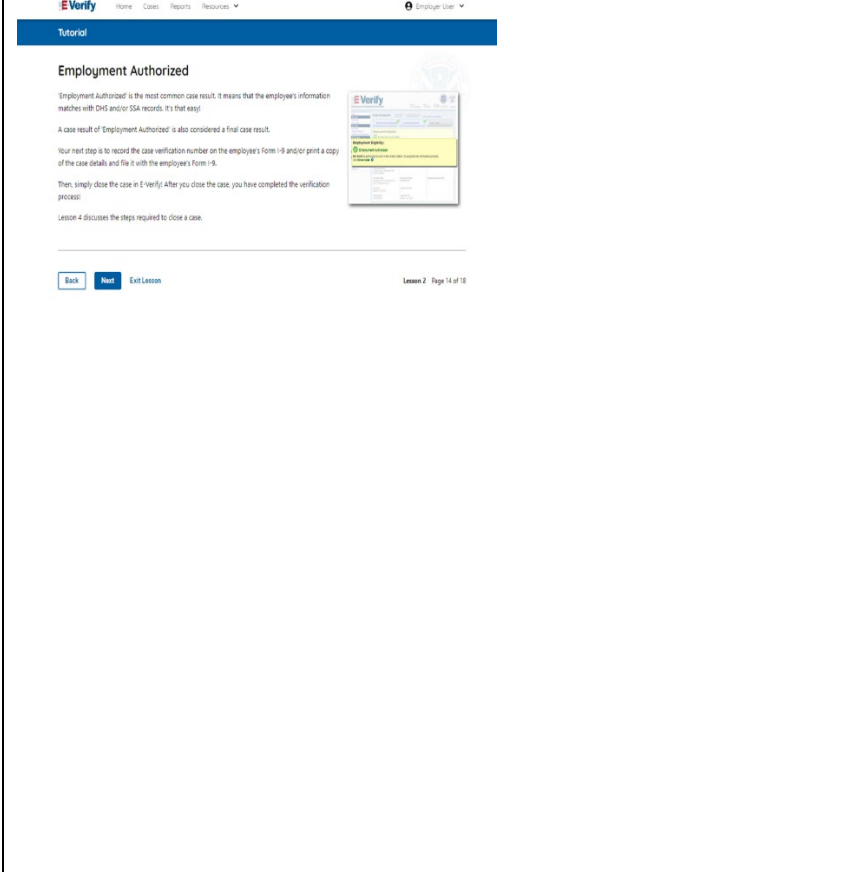 E-Verify Home Cases Reports Resources Employer User
Tutorial
Employment Authorized
'Employment Authorized' is the most common case result. It means that the employee's information
matches with DHS and/or SSA records. It's that easy!
A case result of 'Employment Authorized' is also considered a final case result.
Your next step is to record the case verification number on the employee's Form I-9 and/or print a copy
of the case details and file it with the employee's Form I-9.
Then, simply close the case in E-Verify! After you close the case, you have completed the verification
process!
Lesson 4 discusses the steps required to close a case.
E-Verify
Employment Eligibility:
Employment Authorized
Back Next Exit Lesson Lesson 2 Page 14 of 18